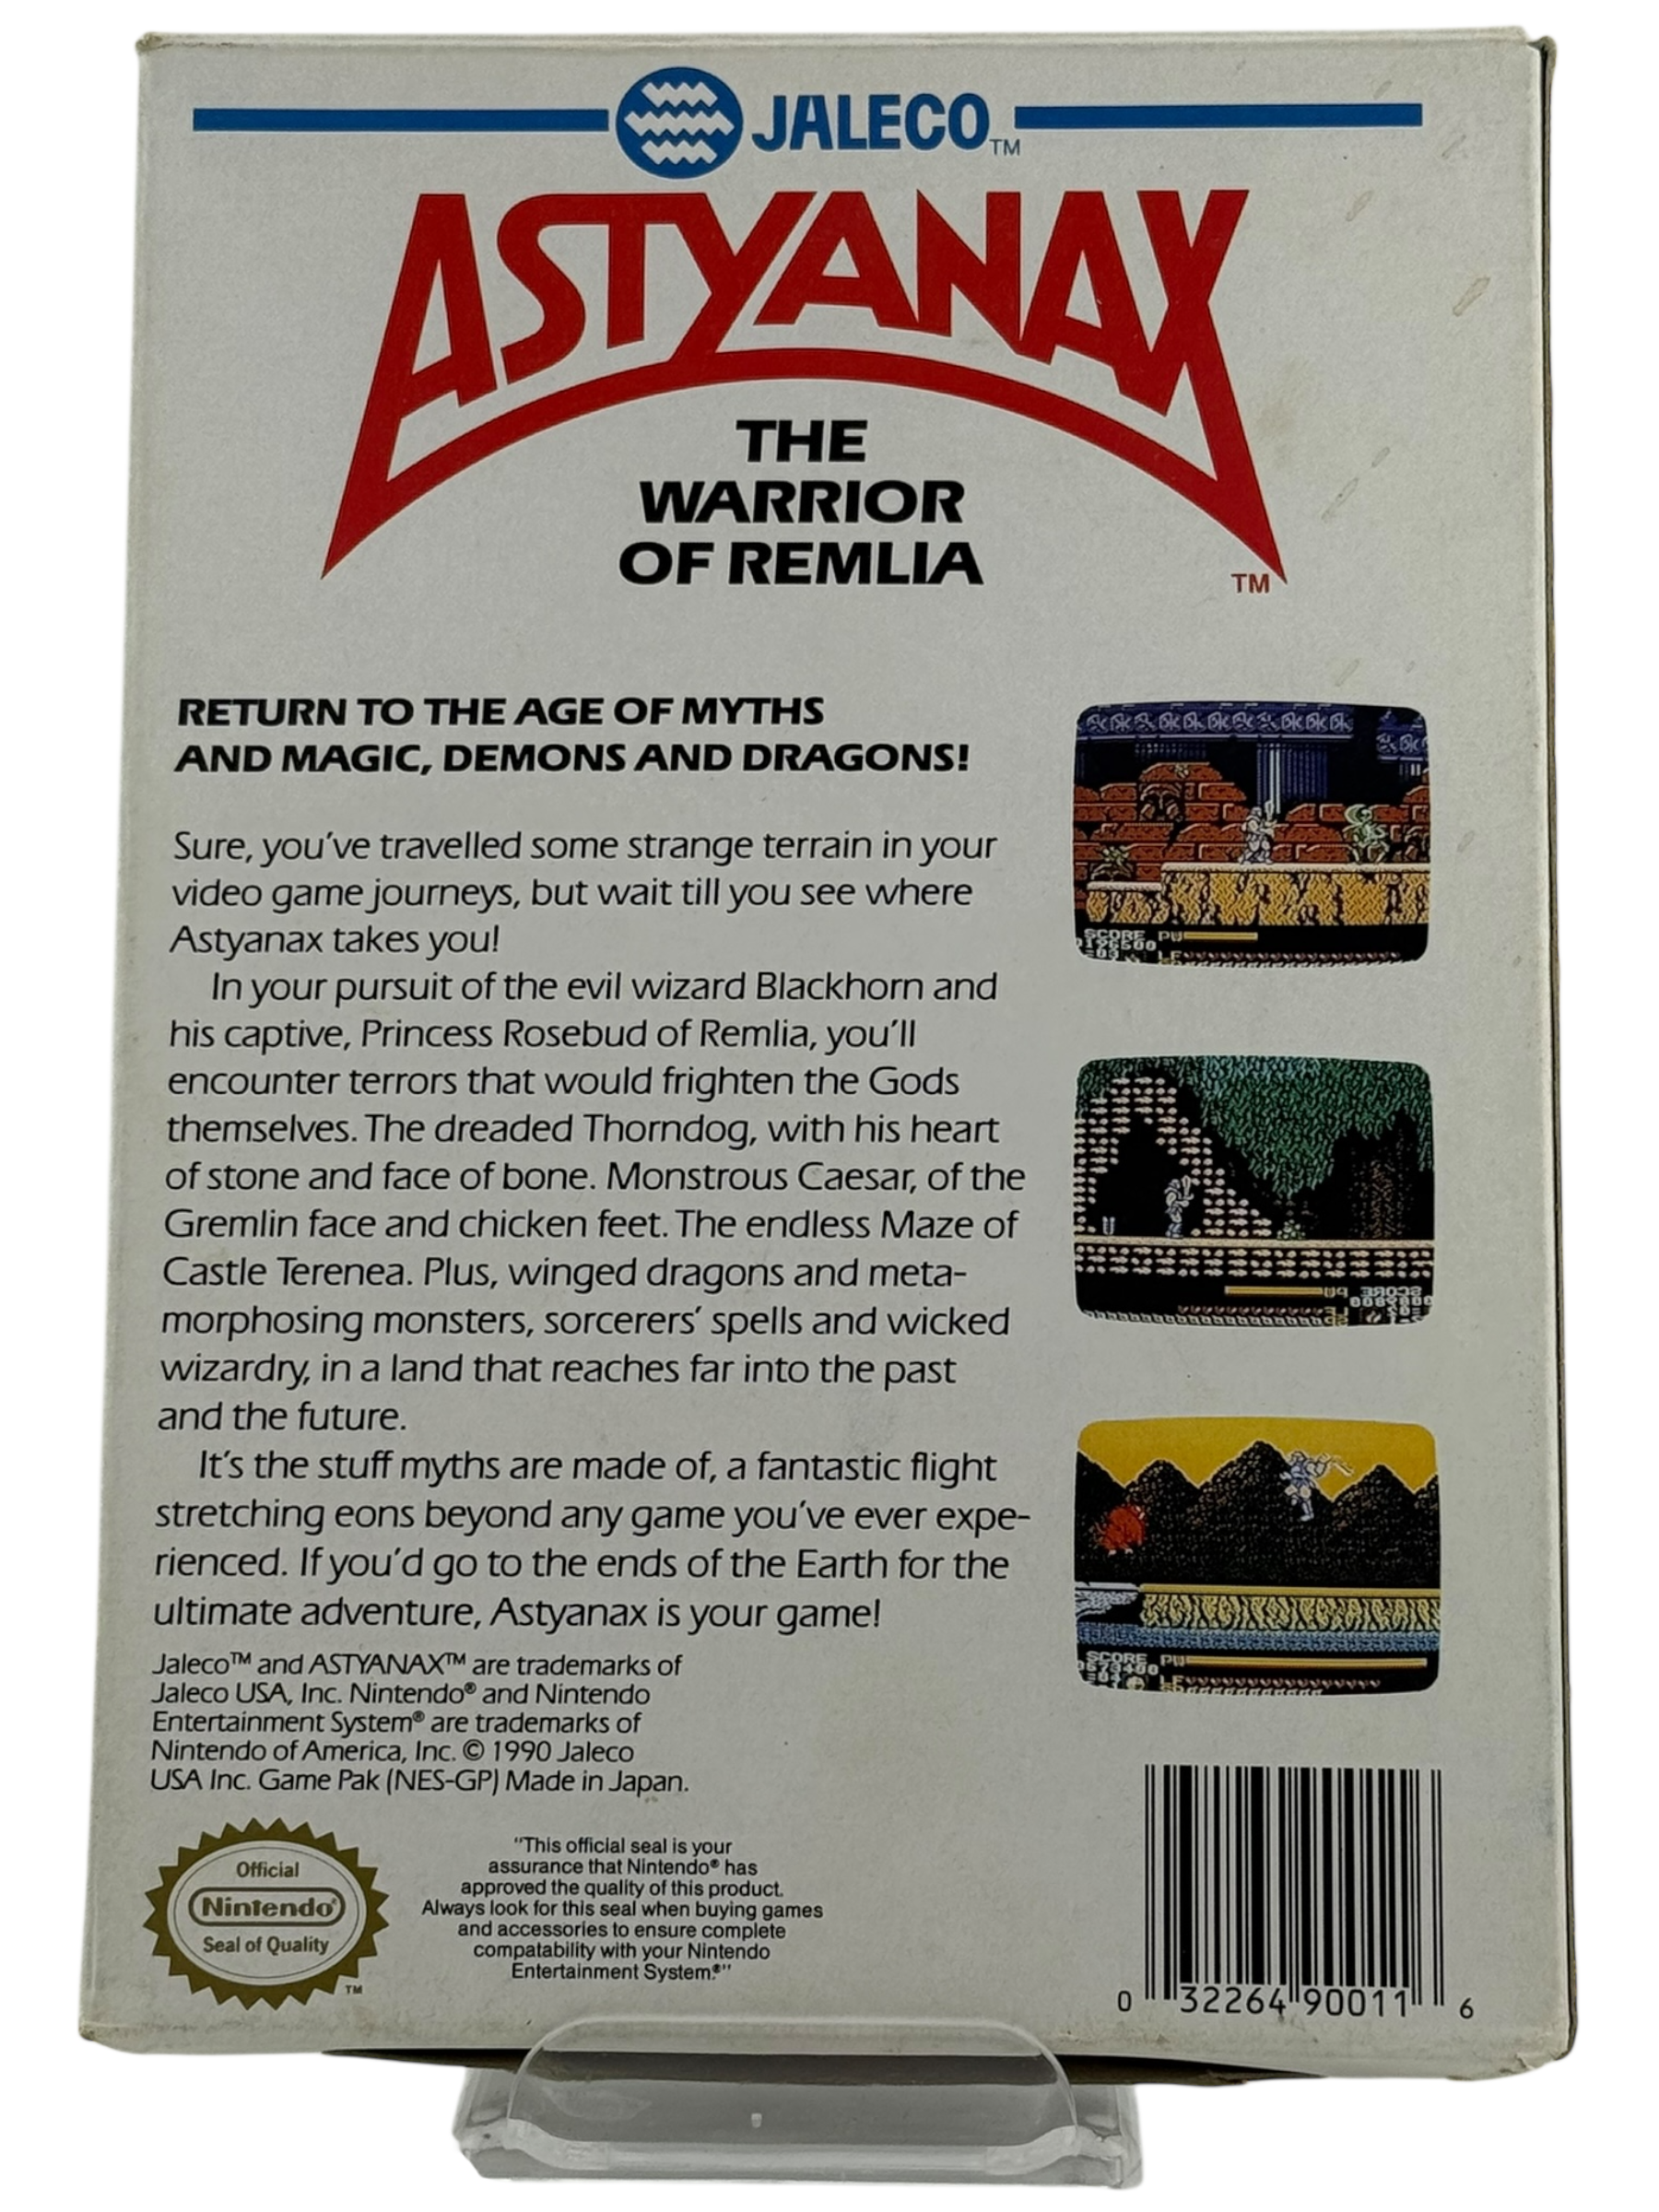 JALECO TM
ASTYANAX
THE
WARRIOR
OF REMLIA
TM
RETURN TO THE AGE OF MYTHS
AND MAGIC, DEMONS AND DRAGONS!
Sure, you've travelled some strange terrain in your
video game journeys, but wait till you see where
Astyanax takes you!
In your pursuit of the evil wizard Blackhorn and
his captive, Princess Rosebud of Remlia, you'll
encounter terrors that would frighten the Gods
themselves. The dreaded Thorndog, with his heart
of stone and face of bone. Monstrous Caesar, of the
Gremlin face and chicken feet. The endless Maze of
Castle Terenea. Plus, winged dragons and meta-
morphosing monsters, sorcerers' spells and wicked
wizardry, in a land that reaches far into the past
and the future.
It's the stuff myths are made of, a fantastic flight
stretching eons beyond any game you've ever expe-
rienced. If you'd go to the ends of the Earth for the
ultimate adventure, Astyanax is your game!
Jaleco™ and ASTYANAX™ are trademarks of
Jaleco USA, Inc. Nintendo® and Nintendo
Entertainment System® are trademarks of
Nintendo of America, Inc. © 1990 Jaleco
USA Inc. Game Pak (NES-GP) Made in Japan.
Official
Nintendo®
Seal of Quality
TM
"This official seal is your
assurance that Nintendo® has
approved the quality of this product.
Always look for this seal when buying games
and accessories to ensure complete
compatability with your Nintendo
Entertainment System.®"
SCORE PW
SCORE PW
SCORE PW
0 32264 90011 6